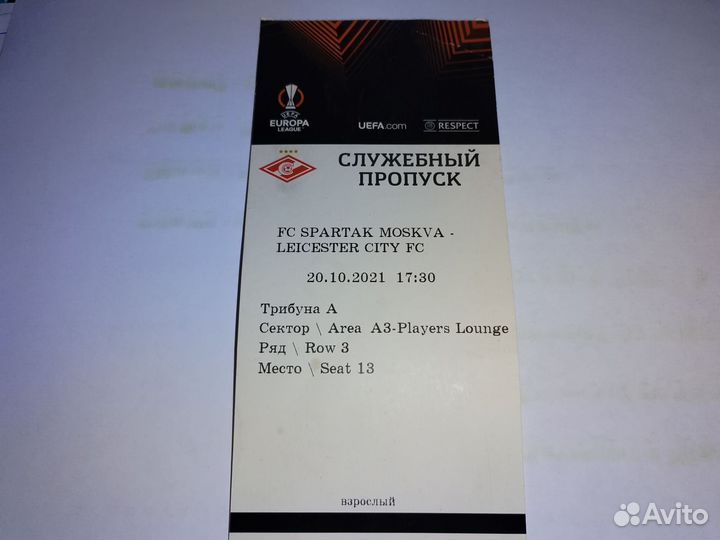 UEFA
EUROPA
LEAGUE
UEFA.com
RESPECT
СЛУЖЕБНЫЙ
ПРОПУСК
FC SPARTAK MOSKVA -
LEICESTER CITY FC
20.10.2021 17:30
Трибуна А
Сектор \ Area A3-Players Lounge
Ряд \ Row 3
Место \ Seat 13
взрослый
Avito